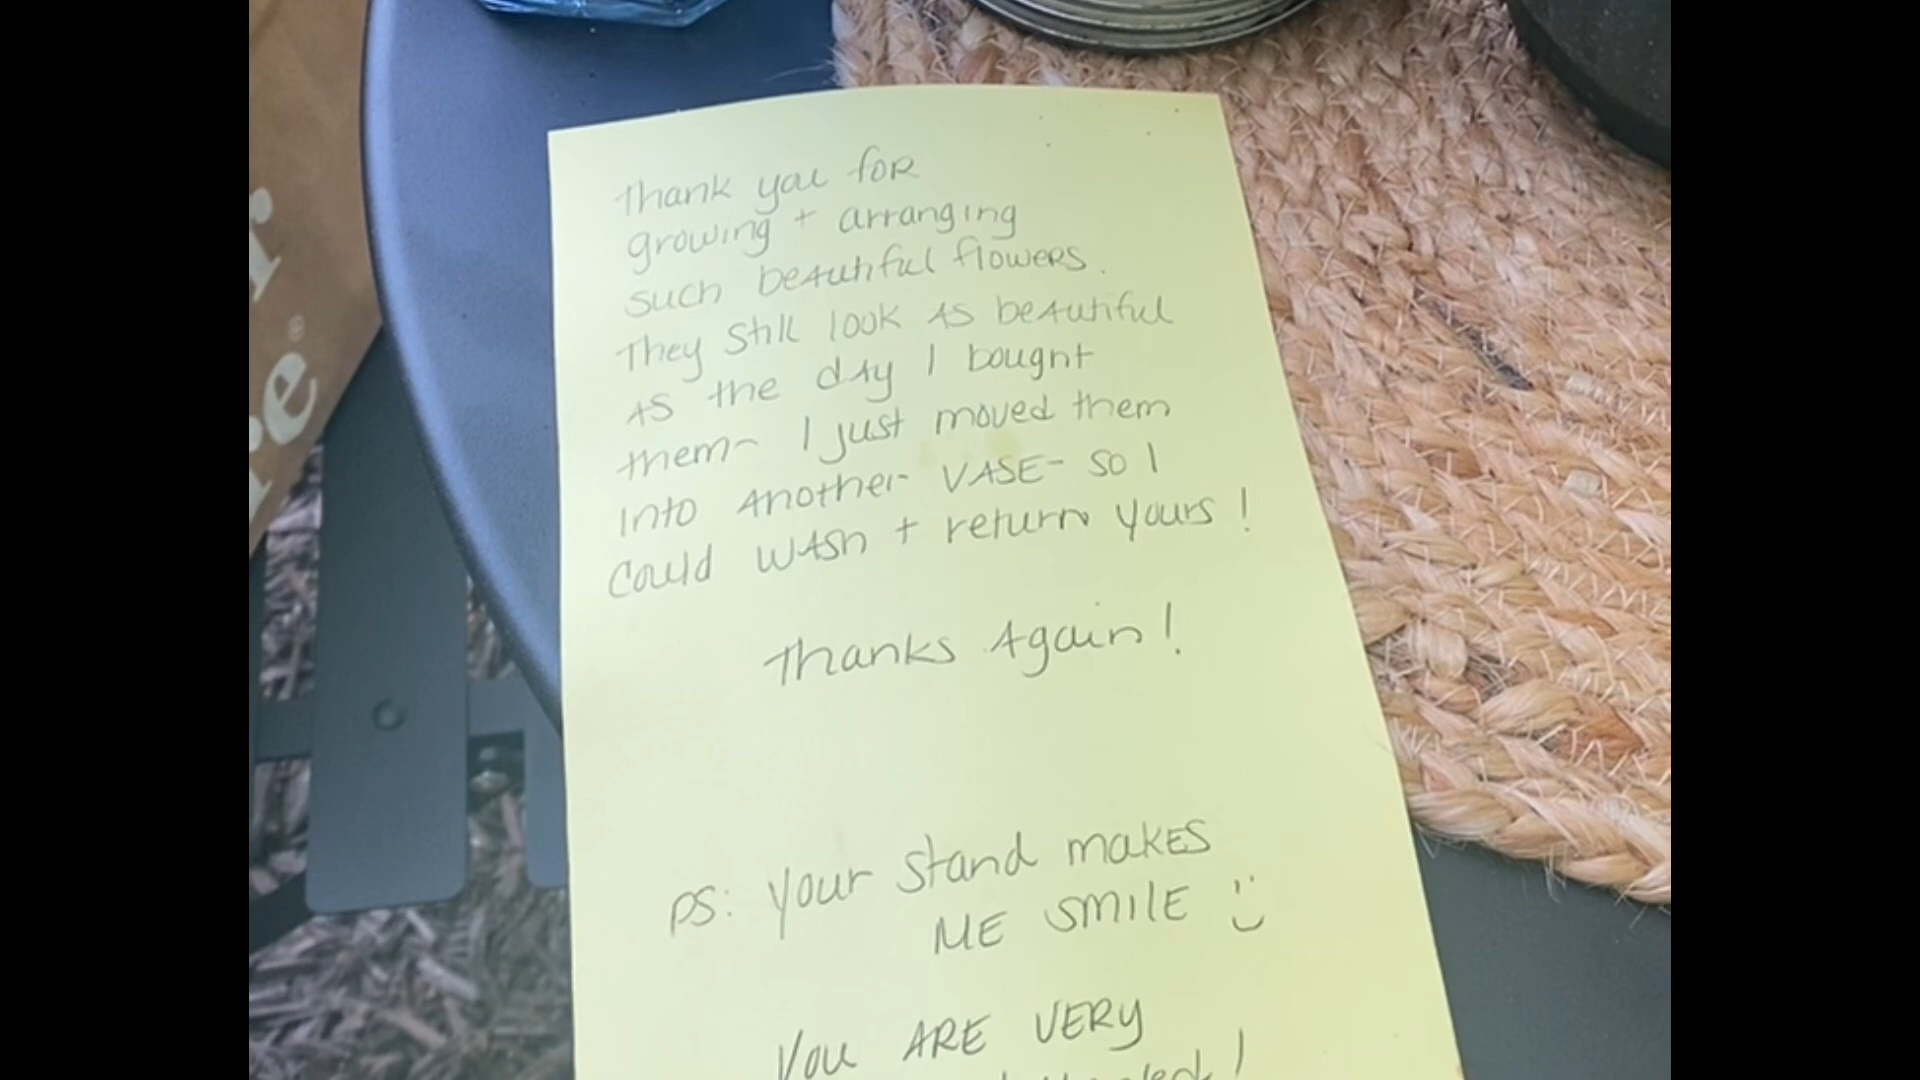 Thank you for
growing + arranging
such beautiful flowers.
They still look as beautiful
as the day I bought
them~ I just moved them
into another VASE- so I
could wash + return yours!
Thanks Again!
PS: Your stand makes
ME SMILE :)
You ARE VERY